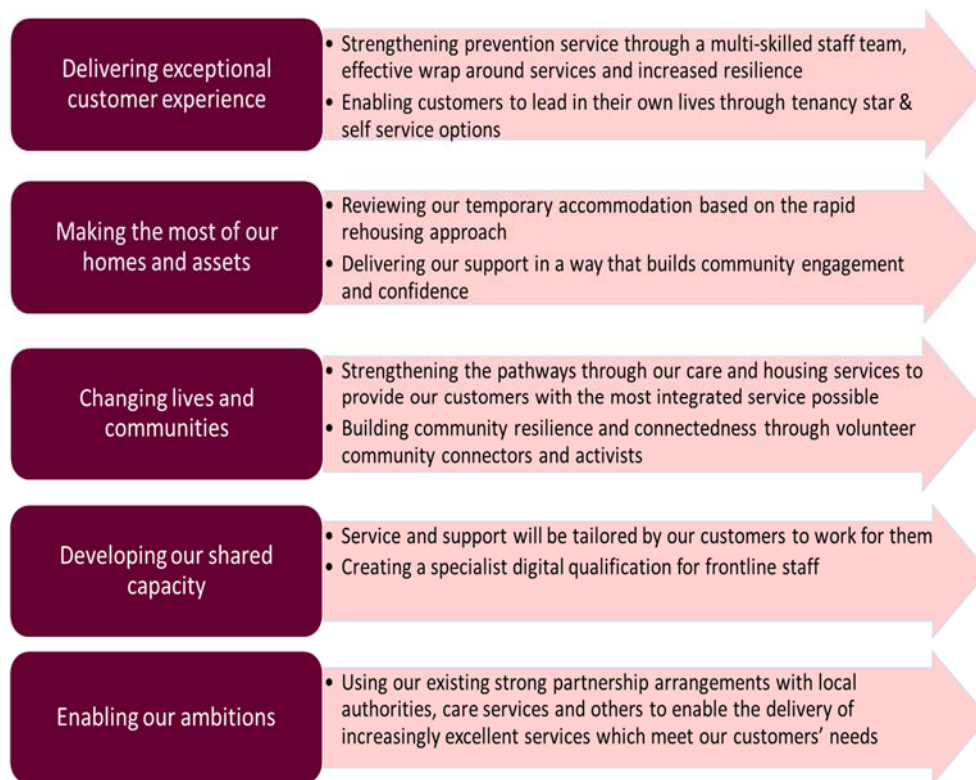 Delivering exceptional
customer experience
• Strengthening prevention service through a multi-skilled staff team,
effective wrap around services and increased resilience
• Enabling customers to lead in their own lives through tenancy star &
self service options
Making the most of our
homes and assets
• Reviewing our temporary accommodation based on the rapid
rehousing approach
• Delivering our support in a way that builds community engagement
and confidence
Changing lives and
communities
• Strengthening the pathways through our care and housing services to
provide our customers with the most integrated service possible
• Building community resilience and connectedness through volunteer
community connectors and activists
Developing our shared
capacity
• Service and support will be tailored by our customers to work for them
• Creating a specialist digital qualification for frontline staff
Enabling our ambitions
• Using our existing strong partnership arrangements with local
authorities, care services and others to enable the delivery of
increasingly excellent services which meet our customers’ needs